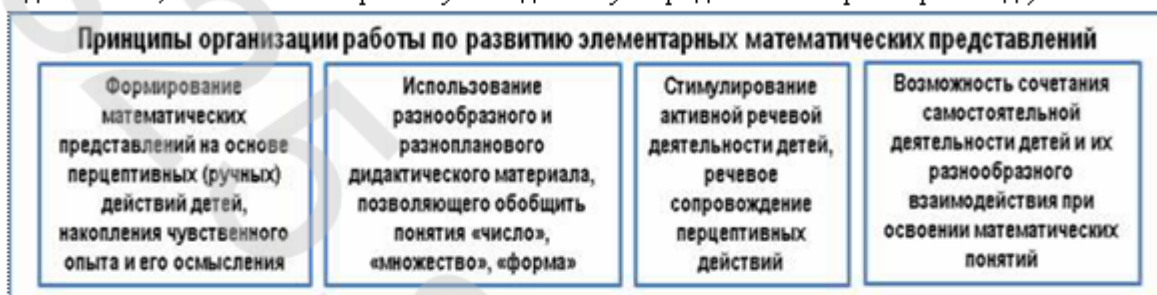 Принципы организации работы по развитию элементарных математических представлений
Формирование
математических
представлений на основе
перцептивных (ручных)
действий детей,
накопления чувственного
опыта и его осмысления
Использование
разнообразного и
разнопланового
дидактического материала,
позволяющего обобщить
понятия «число»,
«множество», «форма»
Стимулирование
активной речевой
деятельности детей,
речевое
сопровождение
перцептивных
действий
Возможность сочетания
самостоятельной
деятельности детей и их
разнообразного
взаимодействия при
освоении математических
понятий